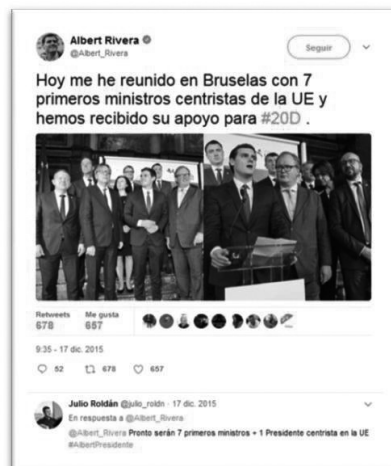 Albert Rivera
@Albert_Rivera
Seguir
Hoy me he reunido en Bruselas con 7
primeros ministros centristas de la UE y
hemos recibido su apoyo para #20D .
Retweets
678
Me gusta
657
9:35 - 17 dic. 2015
52
678
657
Julio Roldán @julio_roldn · 17 dic. 2015
En respuesta a @Albert_Rivera
@Albert_Rivera Pronto serán 7 primeros ministros + 1 Presidente centrista en la UE
#AlbertPresidente